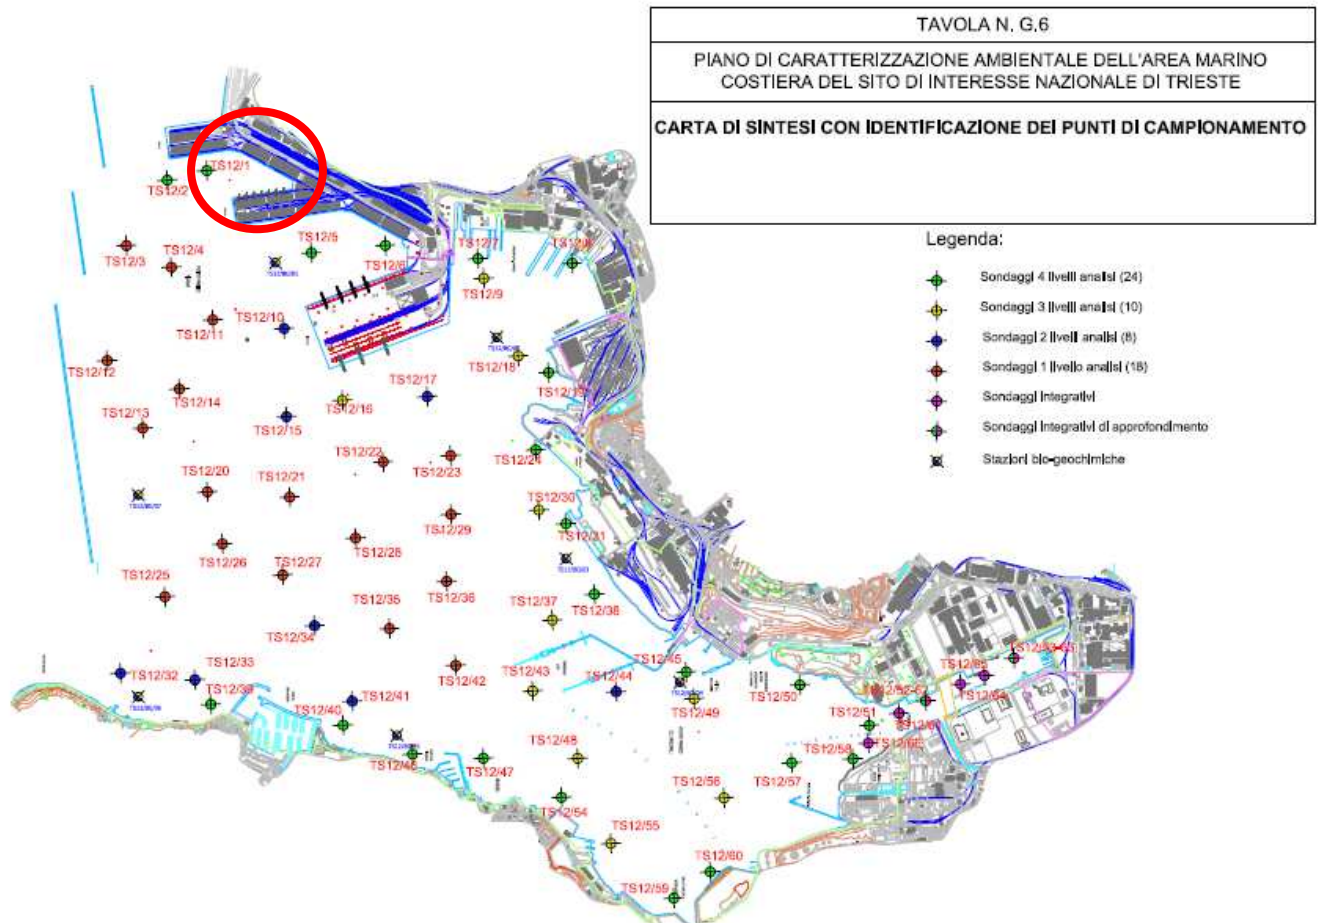 TAVOLA N. G.6
PIANO DI CARATTERIZZAZIONE AMBIENTALE DELL'AREA MARINO
COSTIERA DEL SITO DI INTERESSE NAZIONALE DI TRIESTE
CARTA DI SINTESI CON IDENTIFICAZIONE DEI PUNTI DI CAMPIONAMENTO
Legenda:
Sondaggi 4 livelli analisi (24)
Sondaggi 3 livelli analisi (10)
Sondaggi 2 livelli analisi (8)
Sondaggi 1 livello analisi (18)
Sondaggi integrativi
Sondaggi integrativi di approfondimento
Stazioni bio-geochimiche
TS12/1
TS12/2
TS12/3
TS12/4
TS12/5
TS12/6
TS12/7
TS12/9
TS12/10
TS12/11
TS12/12
TS12/13
TS12/14
TS12/15
TS12/16
TS12/17
TS12/18
TS12/19
TS12/20
TS12/21
TS12/22
TS12/23
TS12/24
TS12/25
TS12/26
TS12/27
TS12/28
TS12/29
TS12/30
TS12/31
TS12/32
TS12/33
TS12/34
TS12/35
TS12/36
TS12/37
TS12/38
TS12/39
TS12/40
TS12/41
TS12/42
TS12/43
TS12/44
TS12/45
TS12/46
TS12/47
TS12/48
TS12/49
TS12/50
TS12/51
TS12/54
TS12/55
TS12/56
TS12/57
TS12/58
TS12/59
TS12/60